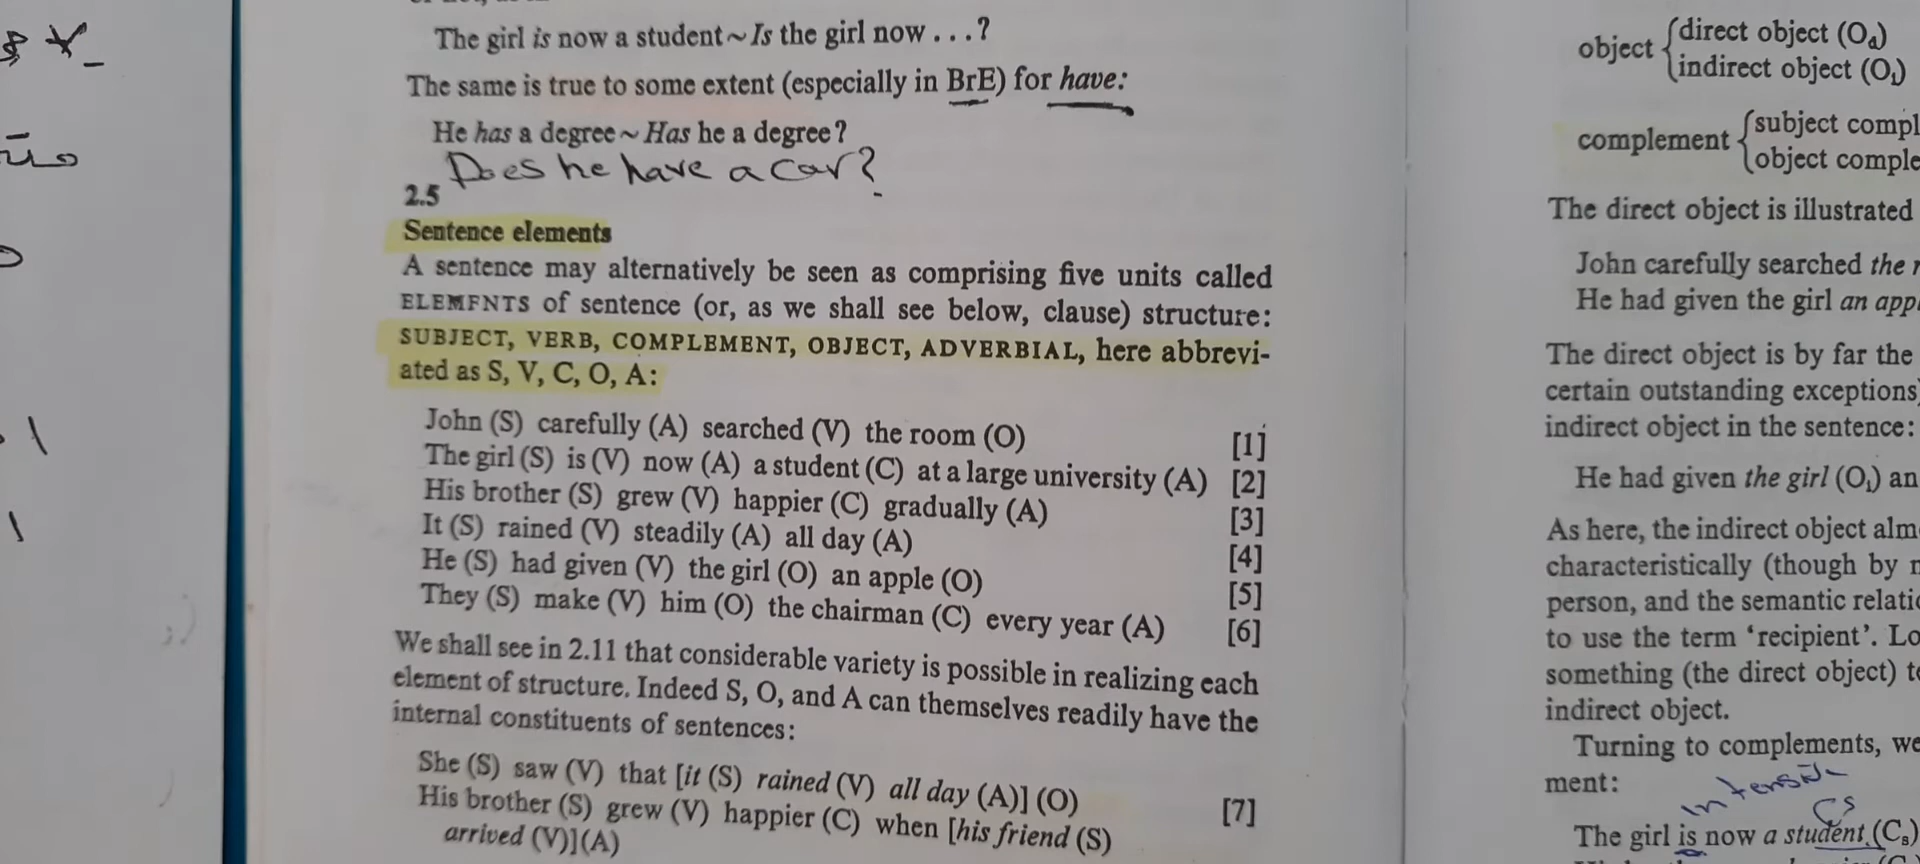 The girl is now a student~Is the girl now . . .?
The same is true to some extent (especially in BrE) for have:
He has a degree~Has he a degree?
Does he have a car?
2.5
Sentence elements
A sentence may alternatively be seen as comprising five units called
ELEMENTS of sentence (or, as we shall see below, clause) structure:
SUBJECT, VERB, COMPLEMENT, OBJECT, ADVERBIAL, here abbrevi-
ated as S, V, C, O, A:
John (S) carefully (A) searched (V) the room (O) [1]
The girl (S) is (V) now (A) a student (C) at a large university (A) [2]
His brother (S) grew (V) happier (C) gradually (A) [3]
It (S) rained (V) steadily (A) all day (A) [4]
He (S) had given (V) the girl (O) an apple (O) [5]
They (S) make (V) him (O) the chairman (C) every year (A) [6]
We shall see in 2.11 that considerable variety is possible in realizing each
element of structure. Indeed S, O, and A can themselves readily have the
internal constituents of sentences:
She (S) saw (V) that [it (S) rained (V) all day (A)] (O)
His brother (S) grew (V) happier (C) when [his friend (S) [7]
arrived (V)](A)
object direct object (Od)
indirect object (Oi)
complement subject compl
object comple
The direct object is illustrated
John carefully searched the
He had given the girl an app
The direct object is by far the
certain outstanding exceptions)
indirect object in the sentence:
He had given the girl (Oi) an
As here, the indirect object alm
characteristically (though by
person, and the semantic relati
to use the term ‘recipient’. Lo
something (the direct object) t
indirect object.
Turning to complements, we
ment:
Cs
The girl is now a student (Cs)